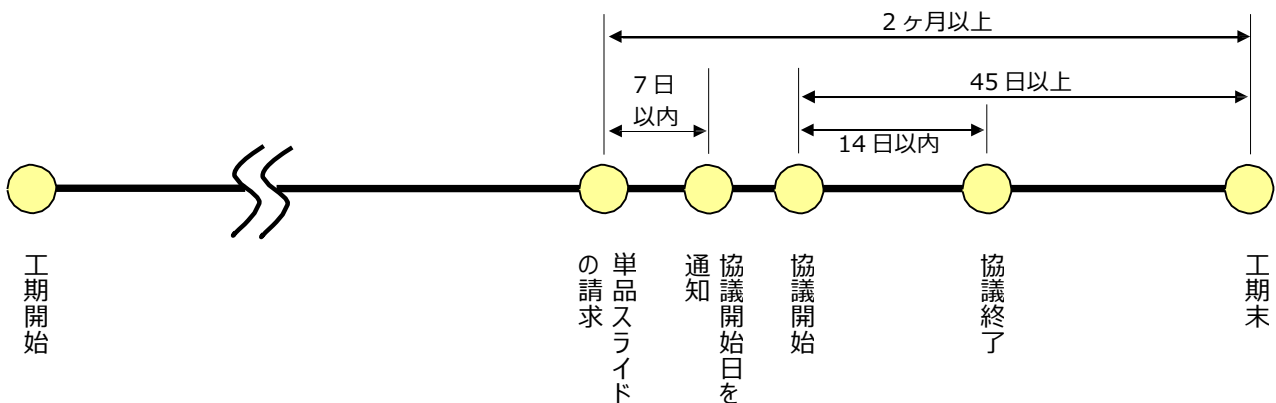 2ヶ月以上
7日
以内
45日以上
14日以内
工期開始
単品スライド
の請求
協議開始日を
通知
協議開始
協議終了
工期末